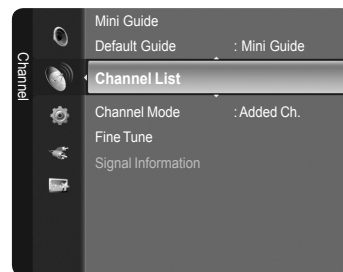 Channel
Mini Guide
Default Guide : Mini Guide
Channel List
Channel Mode : Added Ch.
Fine Tune
Signal Information